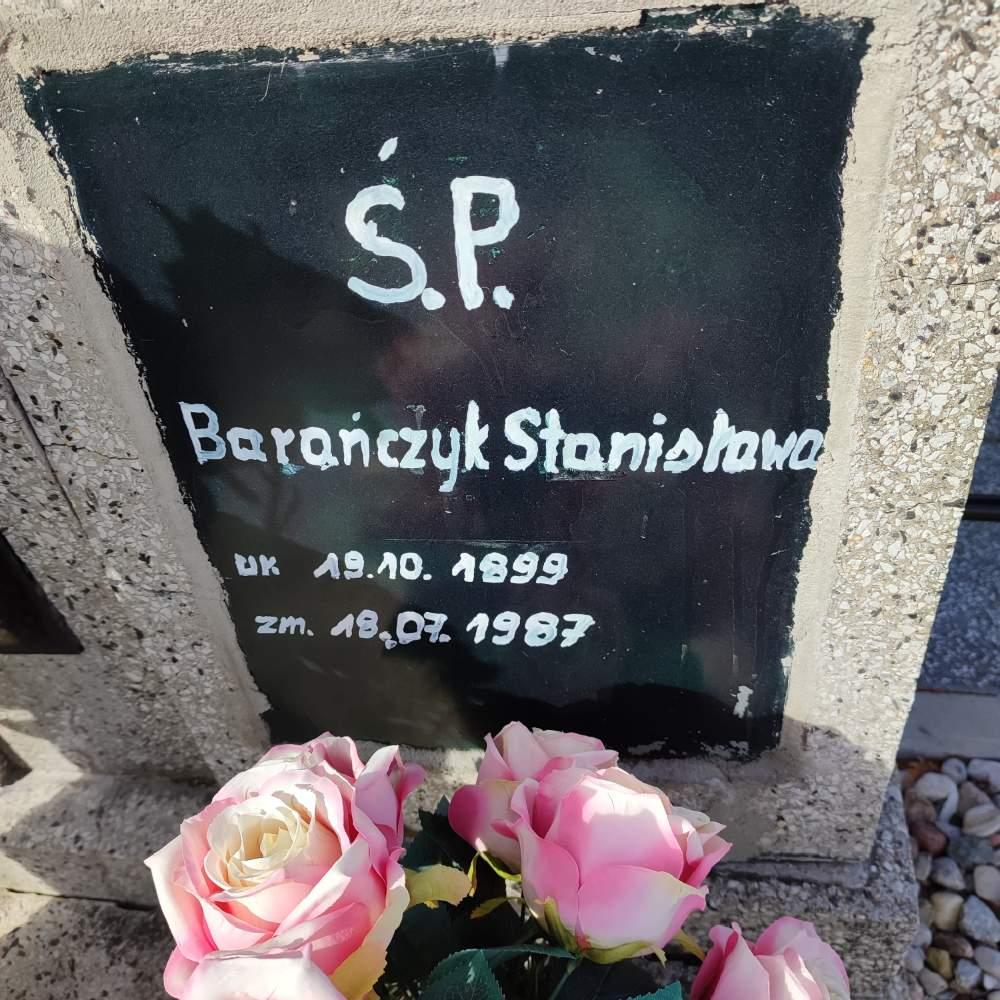 Ś.P.
Barańczyk Stanisława
ur 19.10. 1899
zm. 18.07. 1987